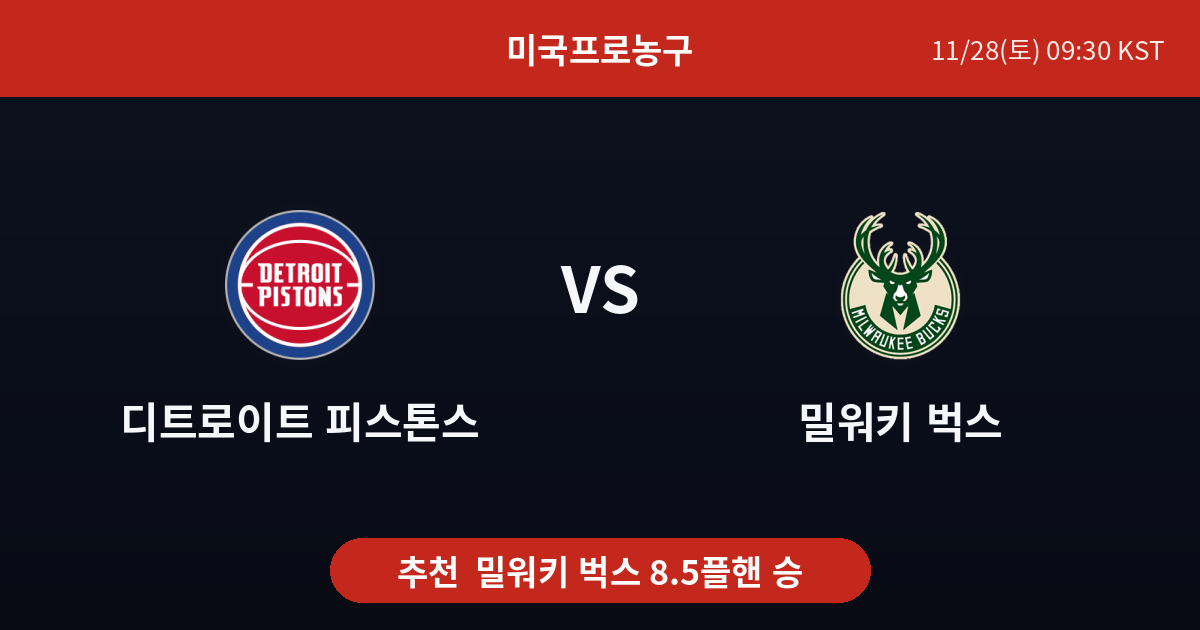 미국프로농구
11/28(토) 09:30 KST
DETROIT
PISTONS
VS
MILWAUKEE BUCKS
디트로이트 피스톤스
밀워키 벅스
추천 밀워키 벅스 8.5플핸 승